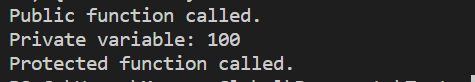 Public function called.
Private variable: 100
Protected function called.